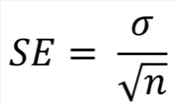 SE = σ / √n